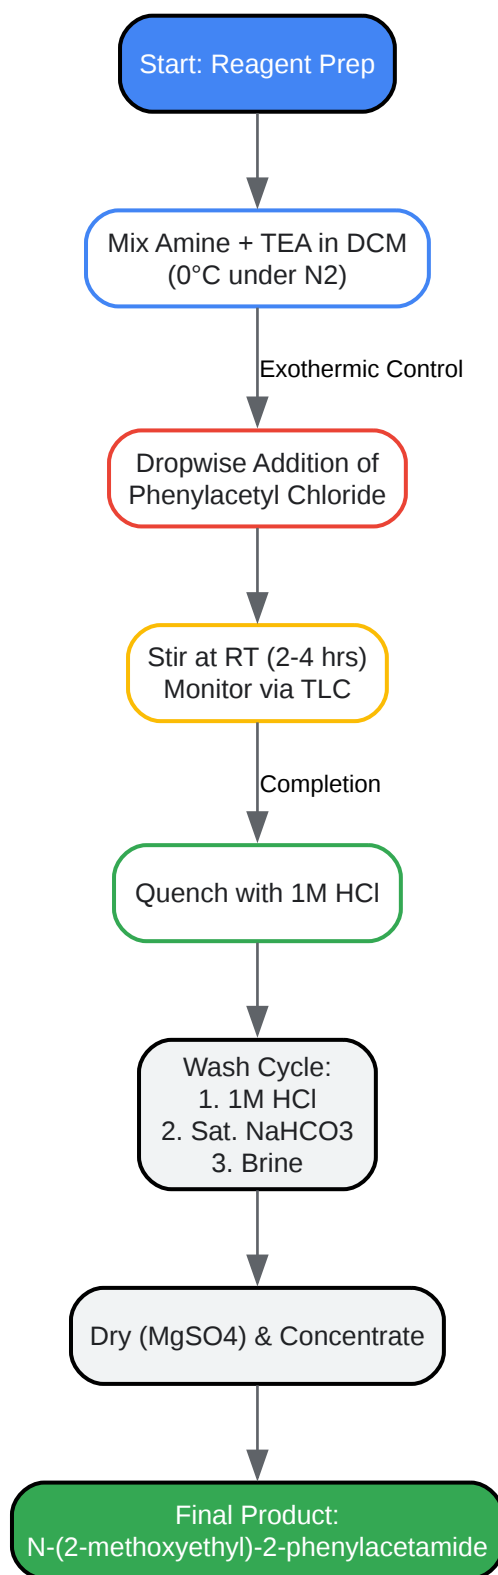 Start: Reagent Prep
Mix Amine + TEA in DCM
(0°C under N2)
Exothermic Control
Dropwise Addition of
Phenylacetyl Chloride
Stir at RT (2-4 hrs)
Monitor via TLC
Completion
Quench with 1M HCl
Wash Cycle:
1. 1M HCl
2. Sat. NaHCO3
3. Brine
Dry (MgSO4) & Concentrate
Final Product:
N-(2-methoxyethyl)-2-phenylacetamide